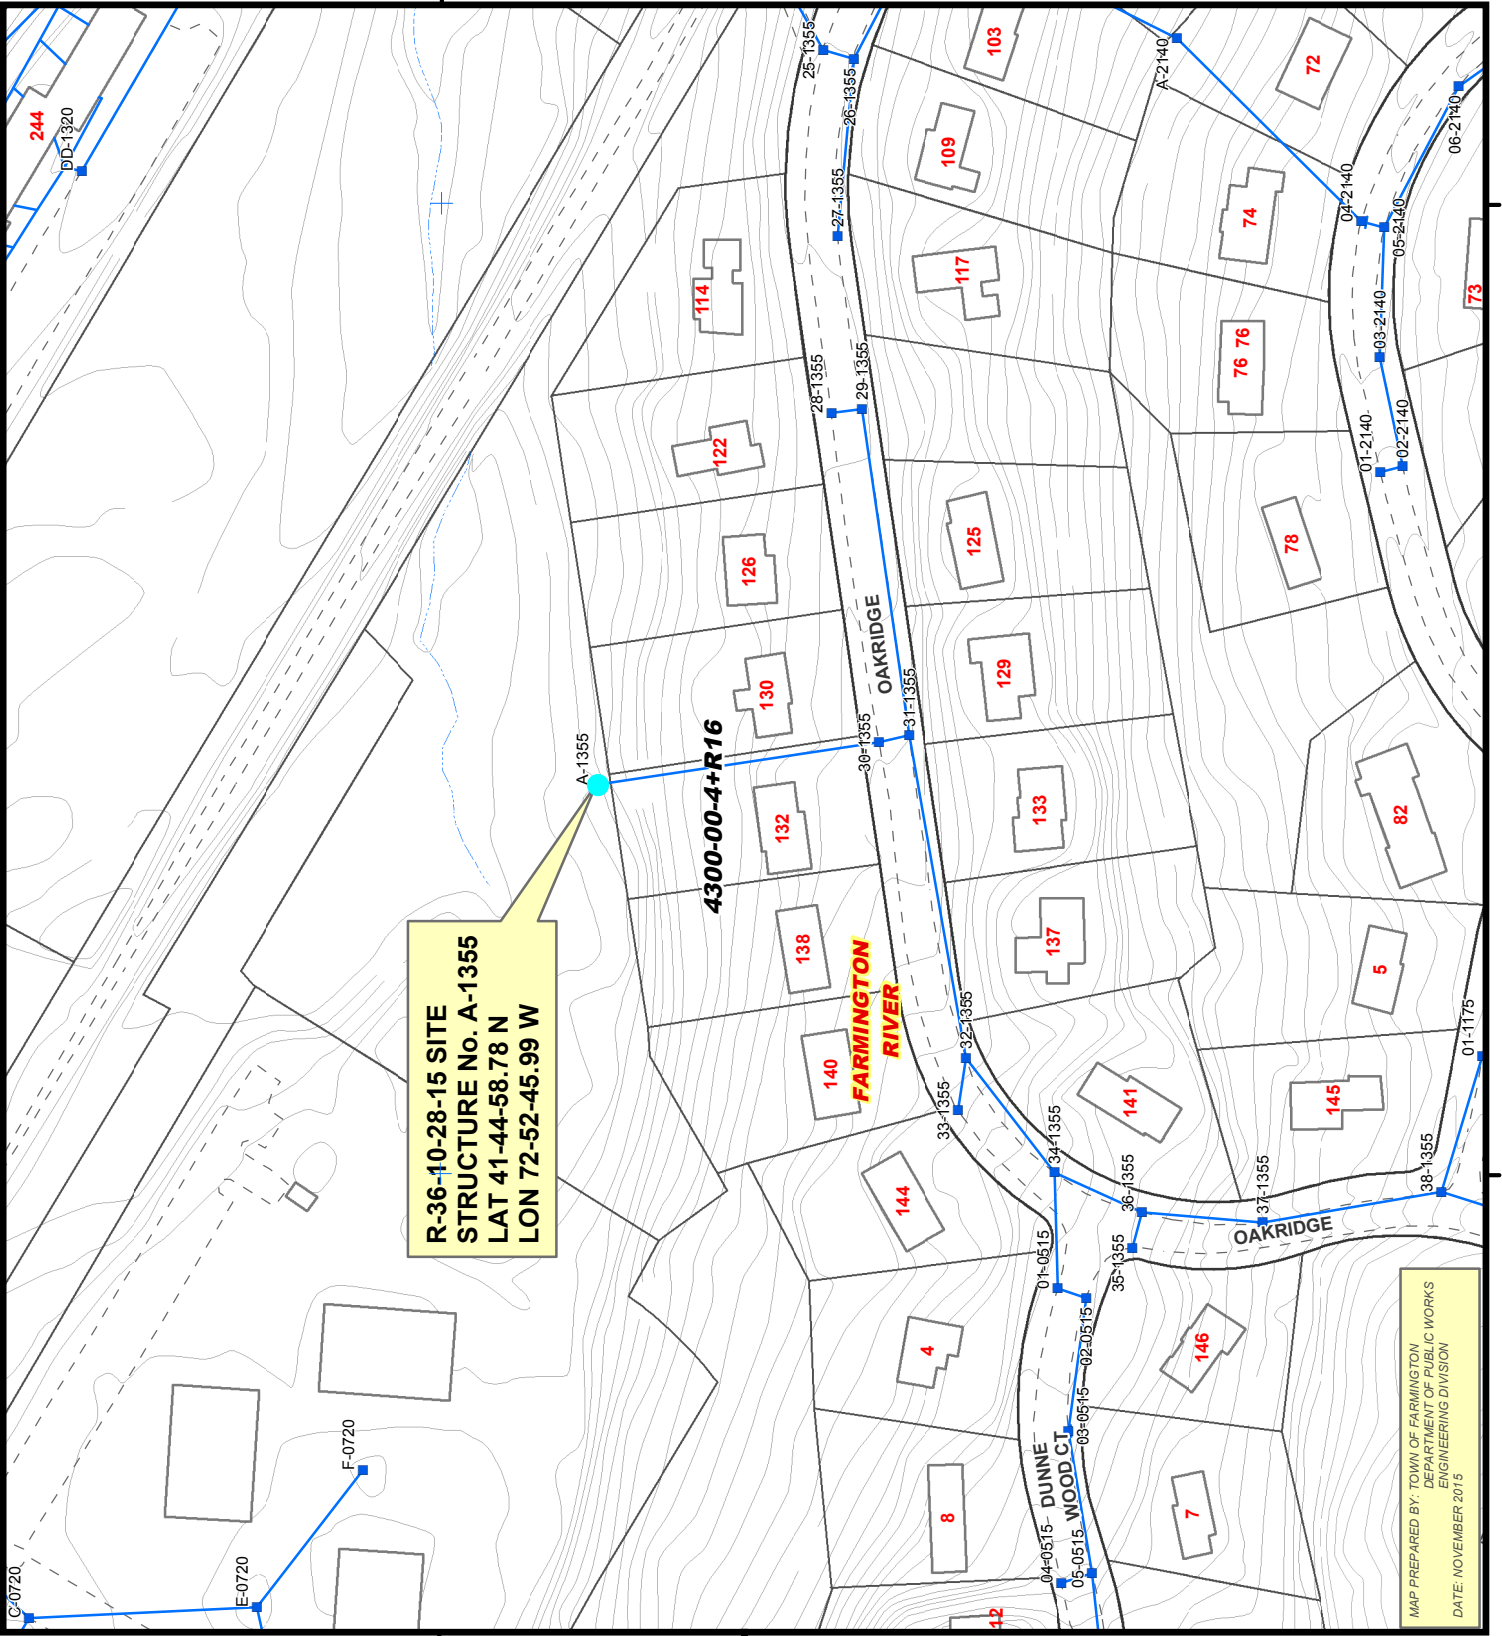 R-36-10-28-15 SITE
STRUCTURE No. A-1355
LAT 41-44-58.78 N
LON 72-52-45.99 W
A-1355
4300-00-4+R16
FARMINGTON
RIVER
OAKRIDGE
OAKRIDGE
DUNNE
WOOD CT
244
DD-1320
C-0720
E-0720
F-0720
25-1355
26-1355
27-1355
28-1355
29-1355
30-1355
31-1355
32-1355
33-1355
34-1355
35-1355
36-1355
37-1355
38-1355
01-0515
02-0515
03-0515
04-0515
05-0515
01-1175
A-2140
01-2140
02-2140
03-2140
04-2140
05-2140
06-2140
103
109
117
125
129
133
137
141
145
114
122
126
130
132
138
140
144
146
4
8
12
7
5
72
73
74
76 76
78
82
MAP PREPARED BY: TOWN OF FARMINGTON
DEPARTMENT OF PUBLIC WORKS
ENGINEERING DIVISION
DATE: NOVEMBER 2015